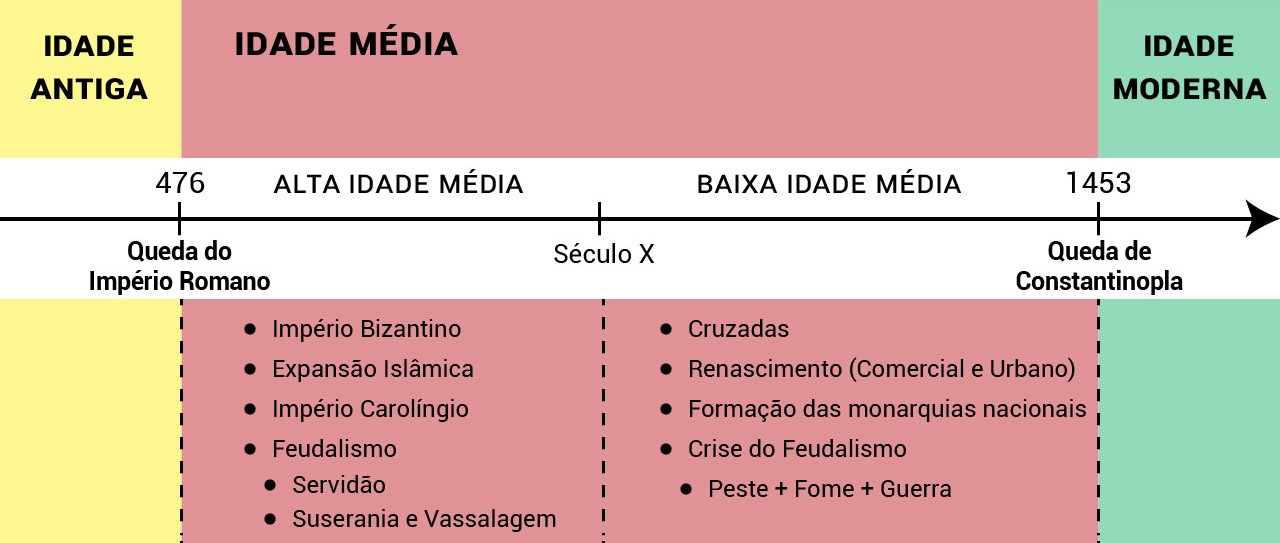 IDADE
ANTIGA
IDADE MÉDIA
IDADE
MODERNA
476
ALTA IDADE MÉDIA
BAIXA IDADE MÉDIA
1453
Queda do
Império Romano
Século X
Queda de
Constantinopla
Império Bizantino
Expansão Islâmica
Império Carolíngio
Feudalismo
Servidão
Suserania e Vassalagem
Cruzadas
Renascimento (Comercial e Urbano)
Formação das monarquias nacionais
Crise do Feudalismo
Peste + Fome + Guerra